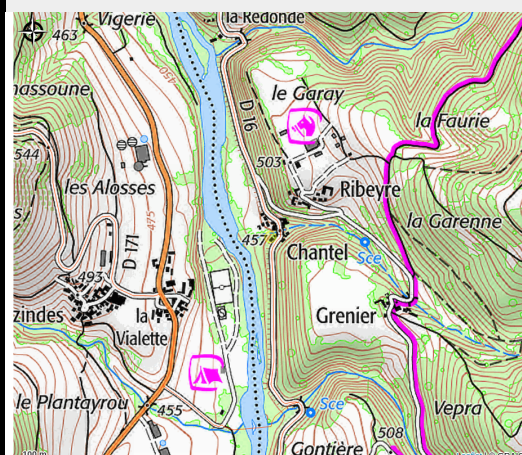 Vigerie
la Redonde
463
450
le Garay
D 16
la Faurie
503
544
475
les Alosses
Ribeyre
D 171
la Garenne
457
Chantel
Sce
493
Grenier
la
Vialette
Sce
le Plantayrou
455
Vepra
508
Gontière
100 m